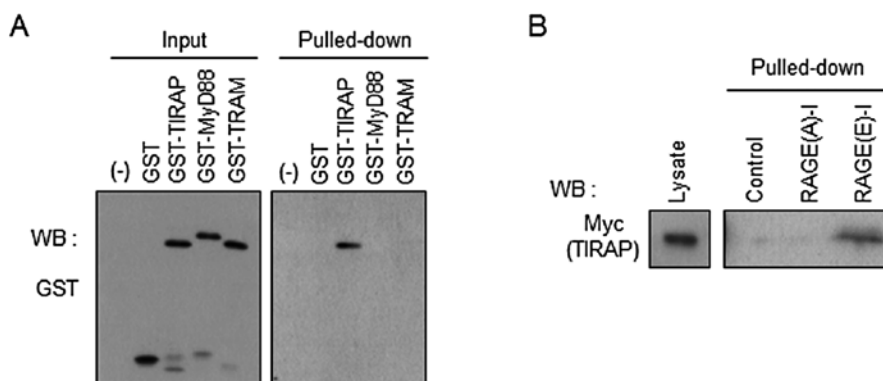 A
Input
Pulled-down
(-)
GST
GST-TIRAP
GST-MyD88
GST-TRAM
(-)
GST
GST-TIRAP
GST-MyD88
GST-TRAM
WB :
GST
B
Pulled-down
Lysate
Control
RAGE(A)-I
RAGE(E)-I
WB :
Myc
(TIRAP)